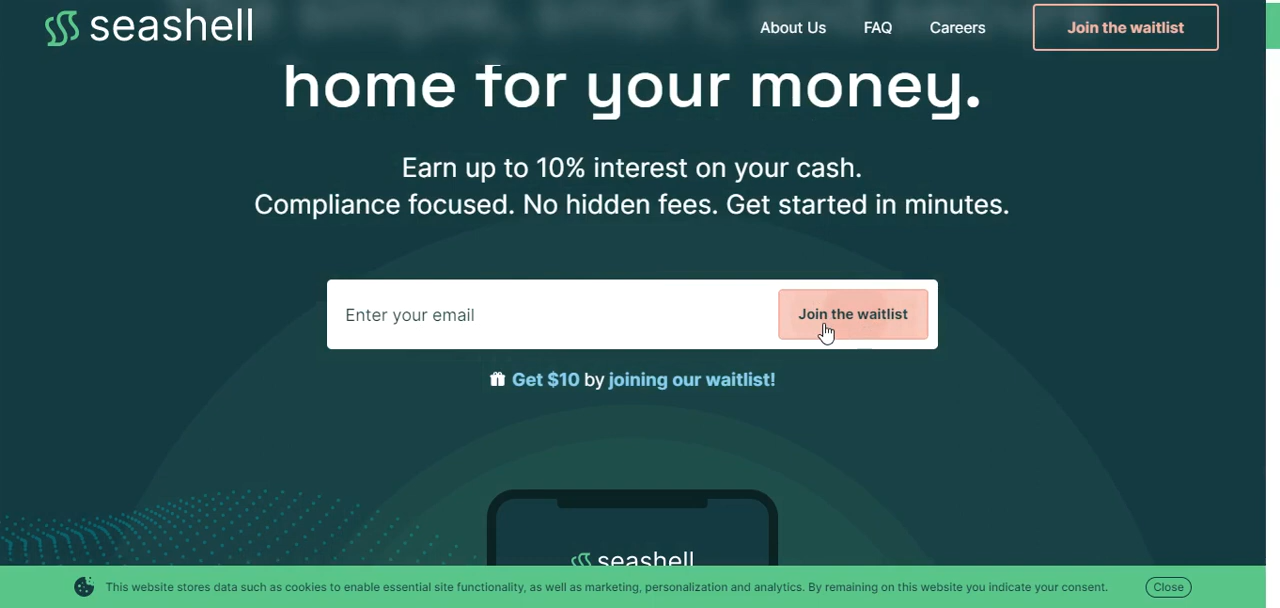 seashell
About Us
FAQ
Careers
Join the waitlist
home for your money.
Earn up to 10% interest on your cash.
Compliance focused. No hidden fees. Get started in minutes.
Enter your email
Join the waitlist
Get $10 by joining our waitlist!
seashell
This website stores data such as cookies to enable essential site functionality, as well as marketing, personalization and analytics. By remaining on this website you indicate your consent.
Close